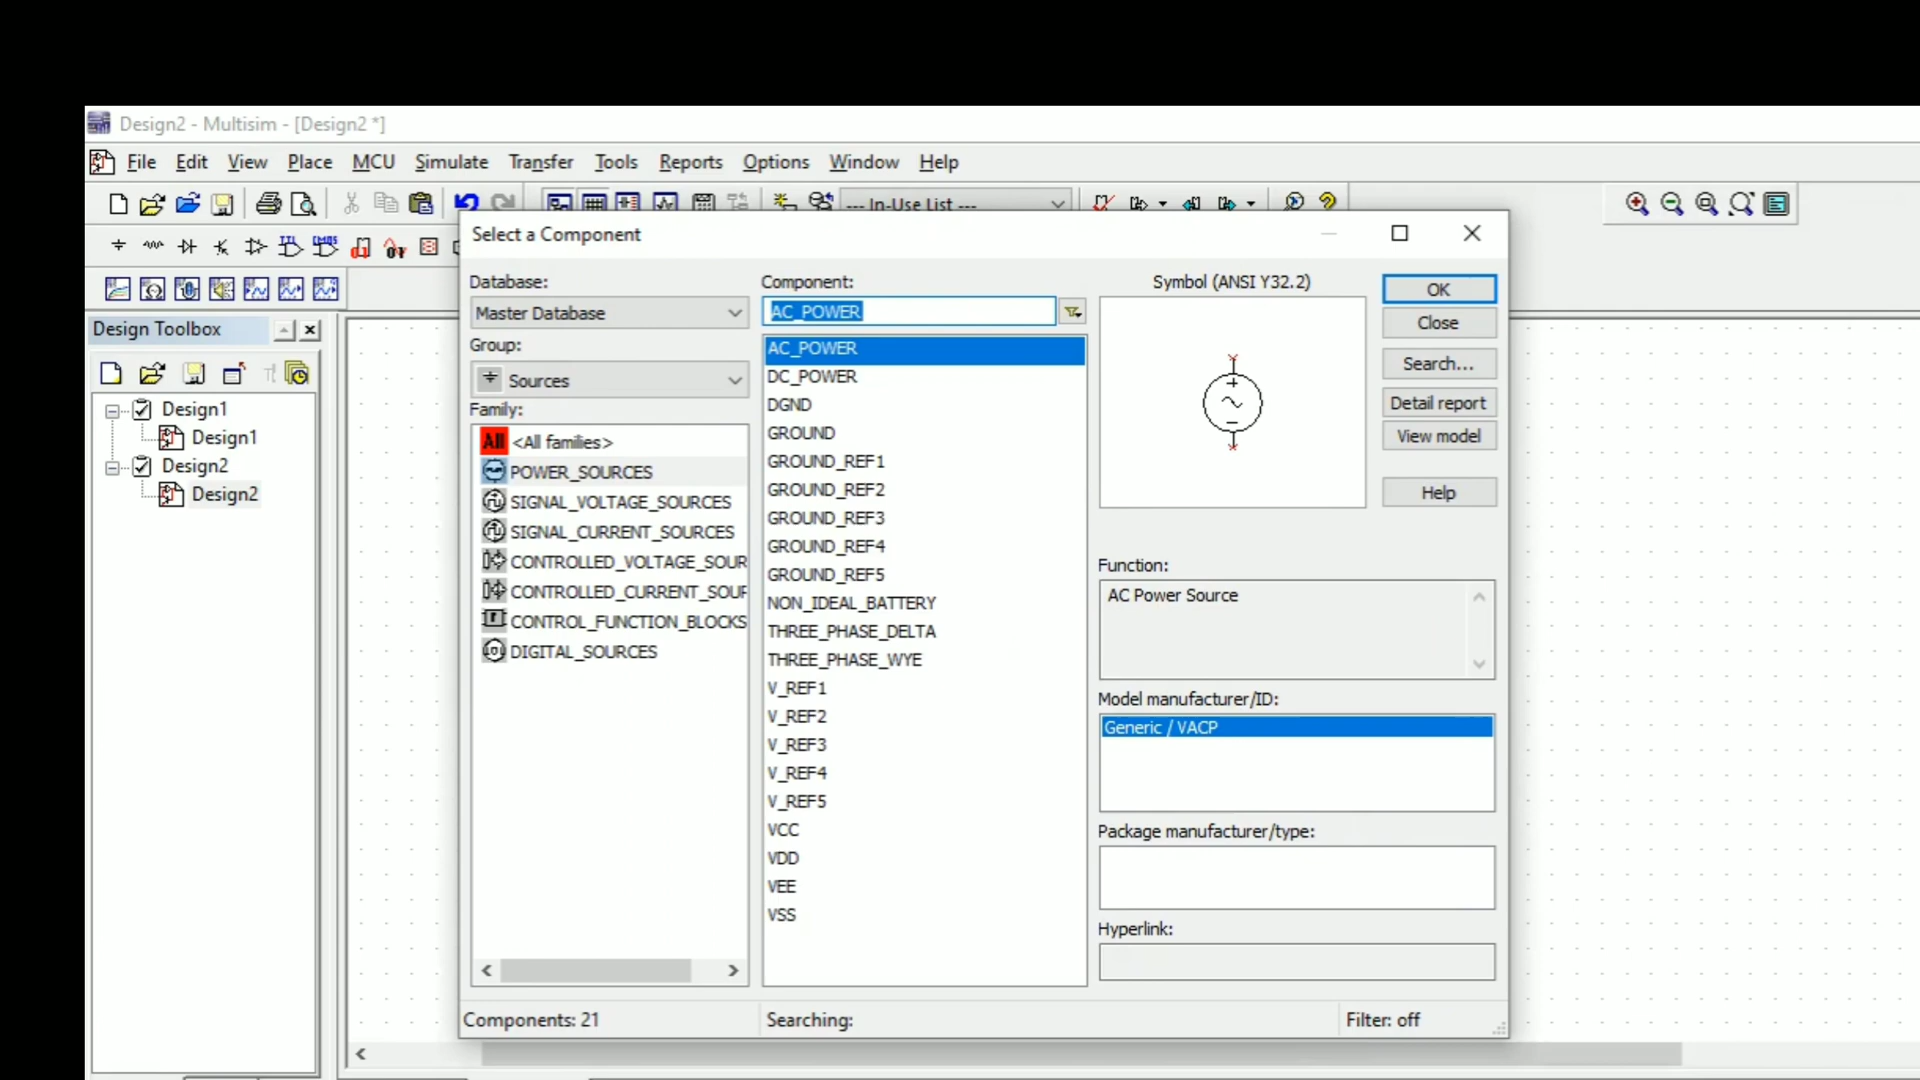 Design2 - Multisim - [Design2 *]
File Edit View Place MCU Simulate Transfer Tools Reports Options Window Help
--- In-Use List ---
Select a Component
Database:
Master Database
Group:
Sources
Family:
All <All families>
POWER_SOURCES
SIGNAL_VOLTAGE_SOURCES
SIGNAL_CURRENT_SOURCES
CONTROLLED_VOLTAGE_SOUR
CONTROLLED_CURRENT_SOUR
CONTROL_FUNCTION_BLOCKS
DIGITAL_SOURCES
Component:
AC_POWER
AC_POWER
DC_POWER
DGND
GROUND
GROUND_REF1
GROUND_REF2
GROUND_REF3
GROUND_REF4
GROUND_REF5
NON_IDEAL_BATTERY
THREE_PHASE_DELTA
THREE_PHASE_WYE
V_REF1
V_REF2
V_REF3
V_REF4
V_REF5
VCC
VDD
VEE
VSS
Symbol (ANSI Y32.2)
OK
Close
Search...
Detail report
View model
Help
Function:
AC Power Source
Model manufacturer/ID:
Generic / VACP
Package manufacturer/type:
Hyperlink:
Components: 21
Searching:
Filter: off
Design Toolbox
Design1
Design1
Design2
Design2